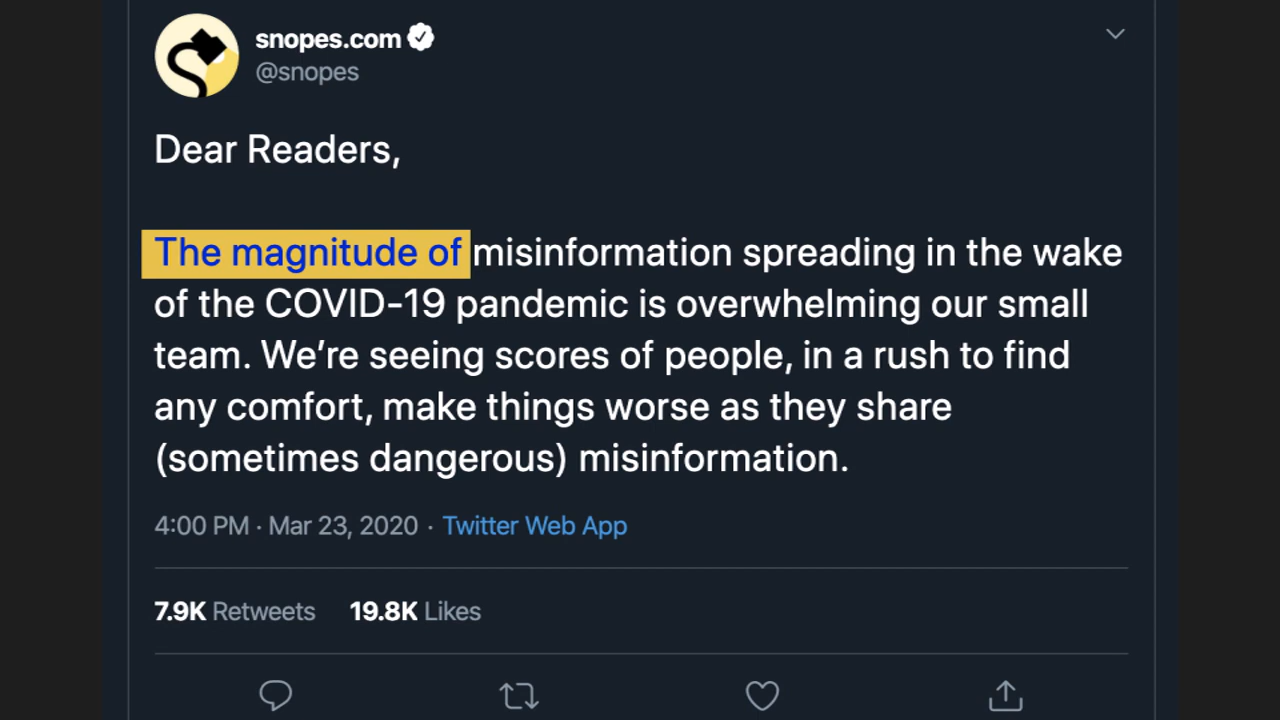 snopes.com
@snopes
Dear Readers,
The magnitude of misinformation spreading in the wake
of the COVID-19 pandemic is overwhelming our small
team. We’re seeing scores of people, in a rush to find
any comfort, make things worse as they share
(sometimes dangerous) misinformation.
4:00 PM · Mar 23, 2020 · Twitter Web App
7.9K Retweets 19.8K Likes